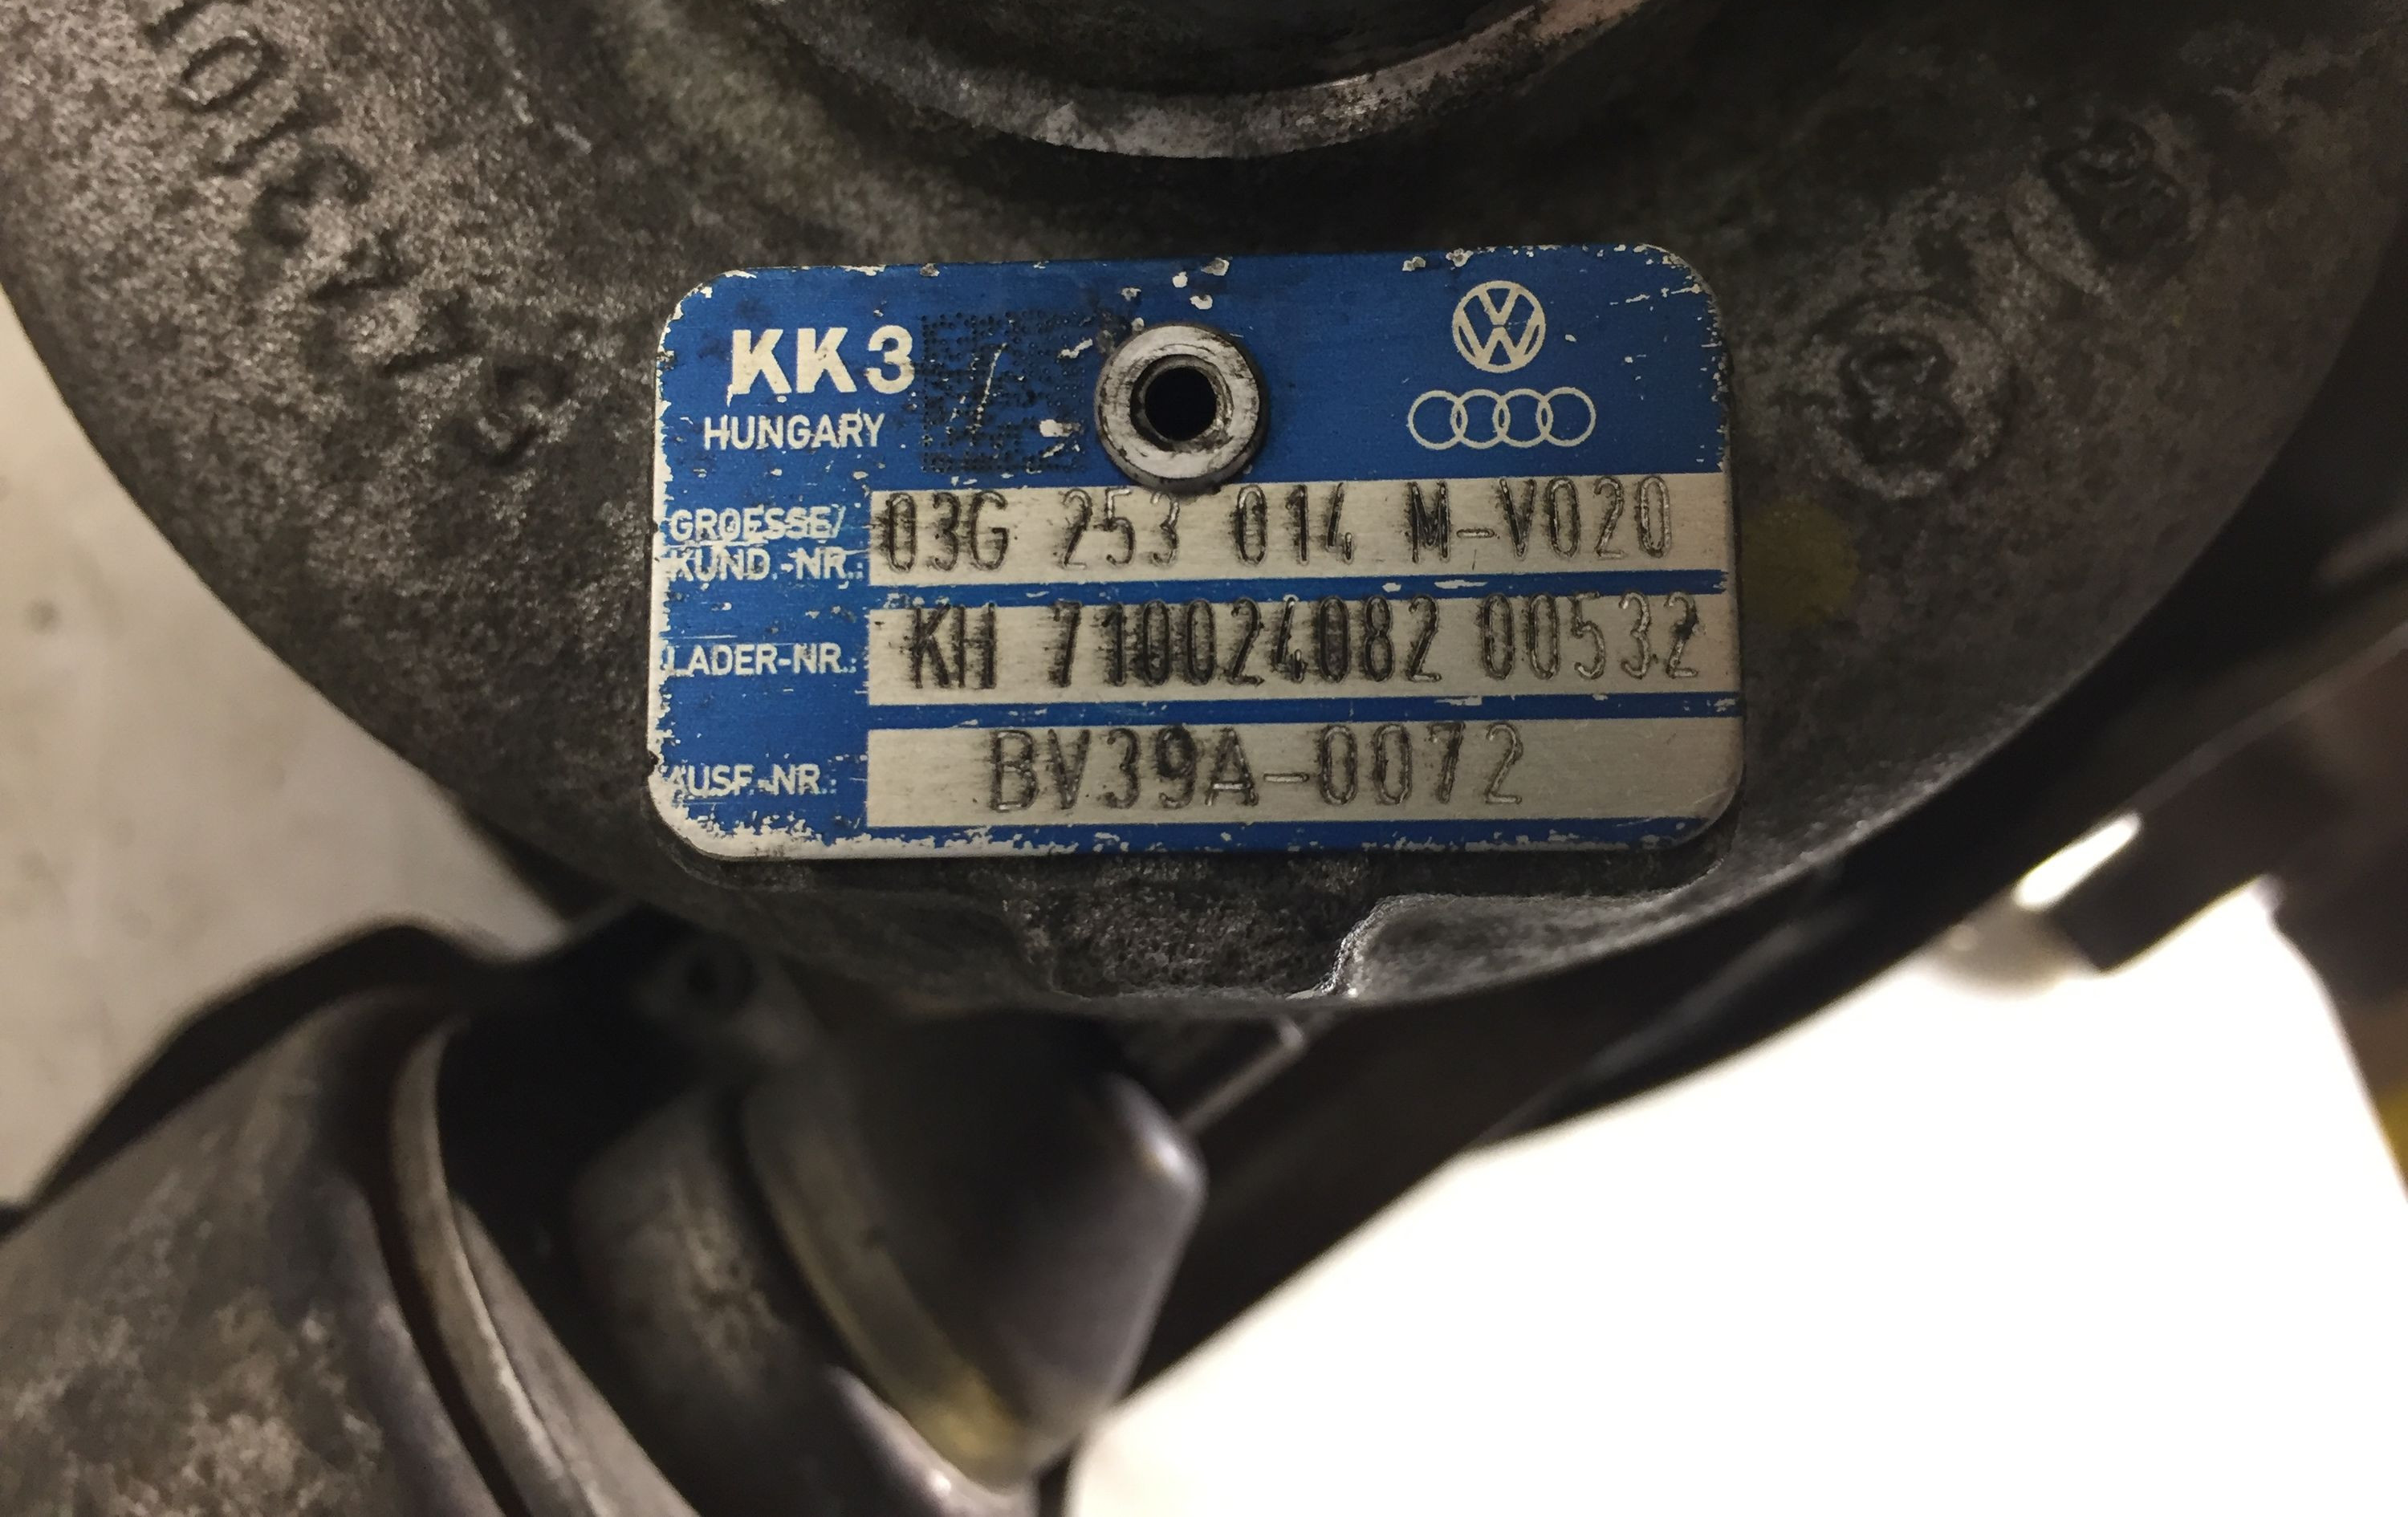 KK3
HUNGARY
GROESSE/
KUND.-NR.:
03G 253 014 M-V020
LADER-NR.:
KH 710024082 00532
AUSF.-NR.:
BV39A-0072